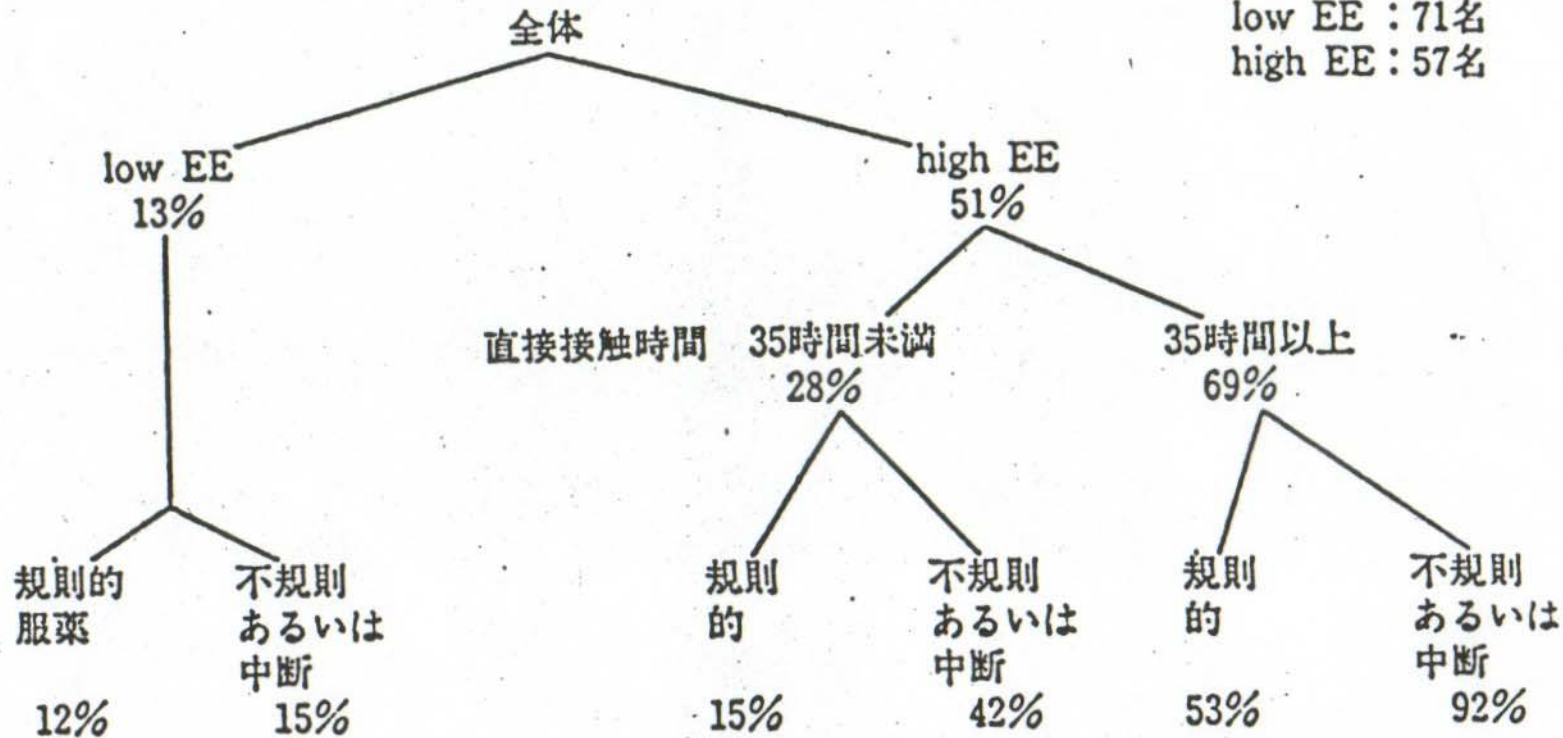 全体
low EE：71名
high EE：57名
low EE
13%
high EE
51%
直接接触時間
35時間未満
28%
35時間以上
69%
規則的
服薬
12%
不規則
あるいは
中断
15%
規則
的
15%
不規則
あるいは
中断
42%
規則
的
53%
不規則
あるいは
中断
92%